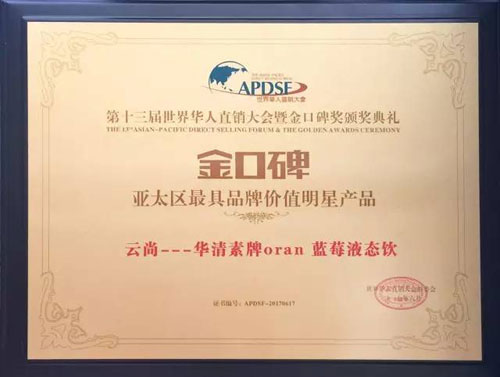 APDSF
世界华人直销大会
第十三届世界华人直销大会暨金口碑奖颁奖典礼
THE 13th ASIAN-PACIFIC DIRECT SELLING FORUM & THE GOLDEN AWARDS CEREMONY
金口碑
亚太区最具品牌价值明星产品
云尚---华清素牌oran 蓝莓液态饮
证书编号：APDSF-20170617